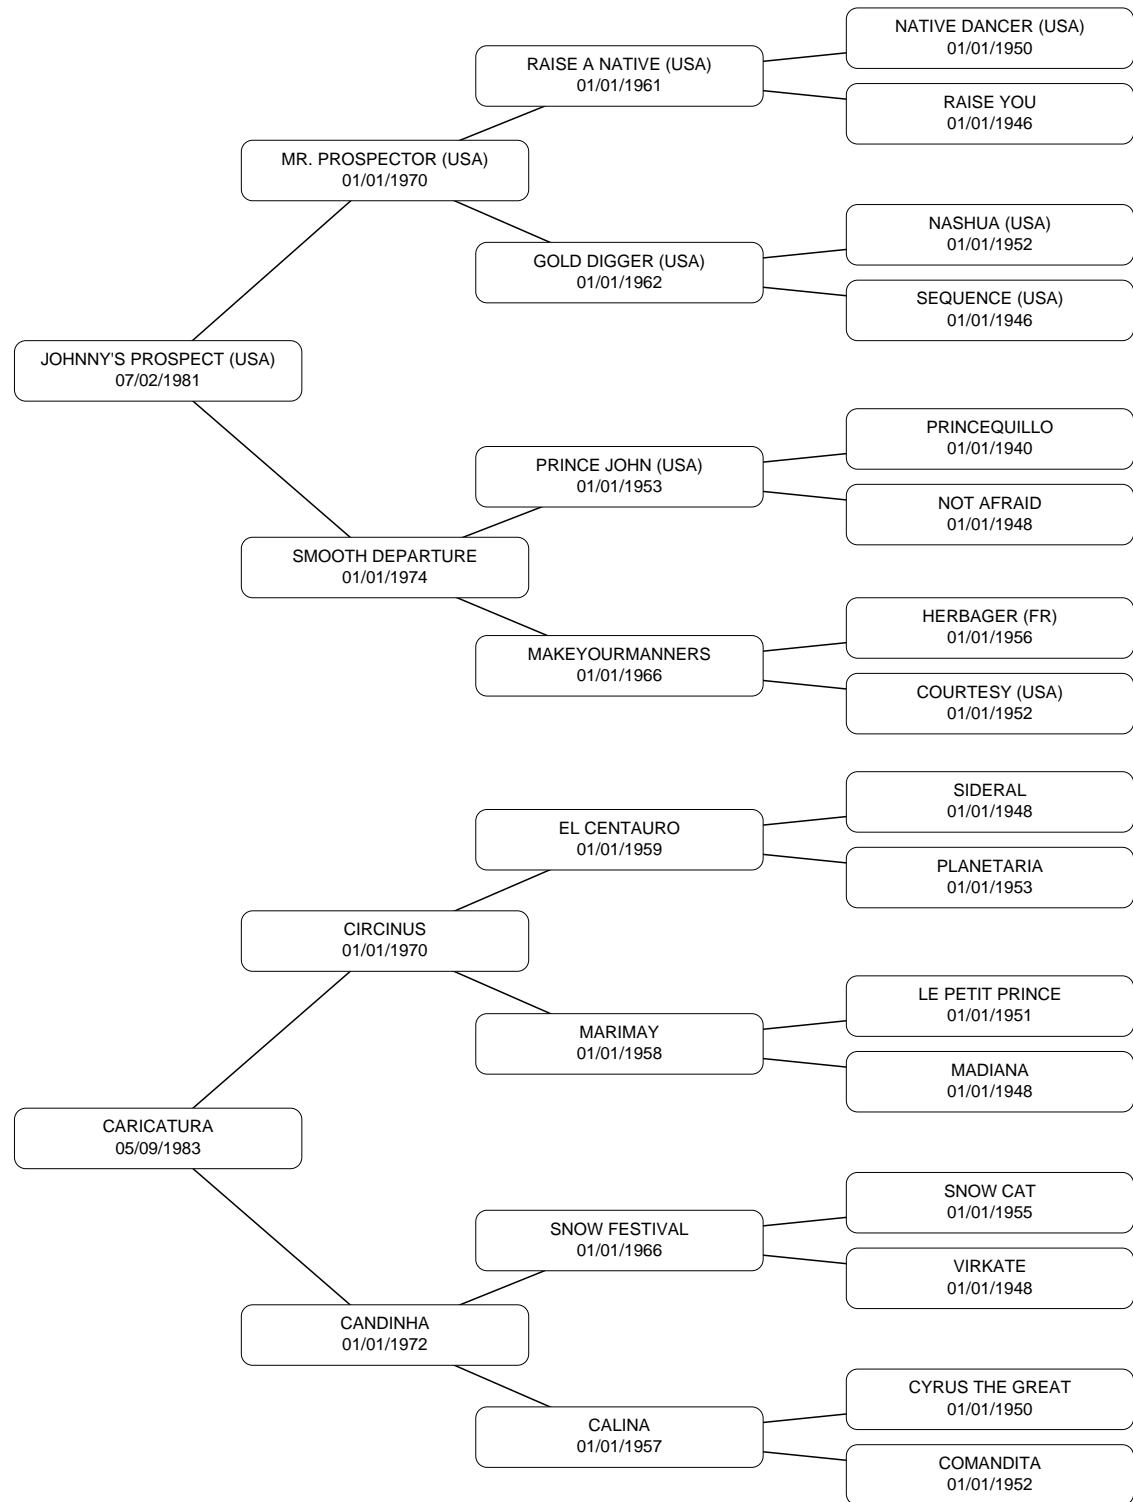 NATIVE DANCER (USA)
01/01/1950
RAISE A NATIVE (USA)
01/01/1961
RAISE YOU
01/01/1946
MR. PROSPECTOR (USA)
01/01/1970
NASHUA (USA)
01/01/1952
GOLD DIGGER (USA)
01/01/1962
SEQUENCE (USA)
01/01/1946
JOHNNY'S PROSPECT (USA)
07/02/1981
PRINCEQUILLO
01/01/1940
PRINCE JOHN (USA)
01/01/1953
NOT AFRAID
01/01/1948
SMOOTH DEPARTURE
01/01/1974
HERBAGER (FR)
01/01/1956
MAKEYOURMANNERS
01/01/1966
COURTESY (USA)
01/01/1952
SIDERAL
01/01/1948
EL CENTAURO
01/01/1959
PLANETARIA
01/01/1953
CIRCINUS
01/01/1970
LE PETIT PRINCE
01/01/1951
MARIMAY
01/01/1958
MADIANA
01/01/1948
CARICATURA
05/09/1983
SNOW CAT
01/01/1955
SNOW FESTIVAL
01/01/1966
VIRKATE
01/01/1948
CANDINHA
01/01/1972
CYRUS THE GREAT
01/01/1950
CALINA
01/01/1957
COMANDITA
01/01/1952